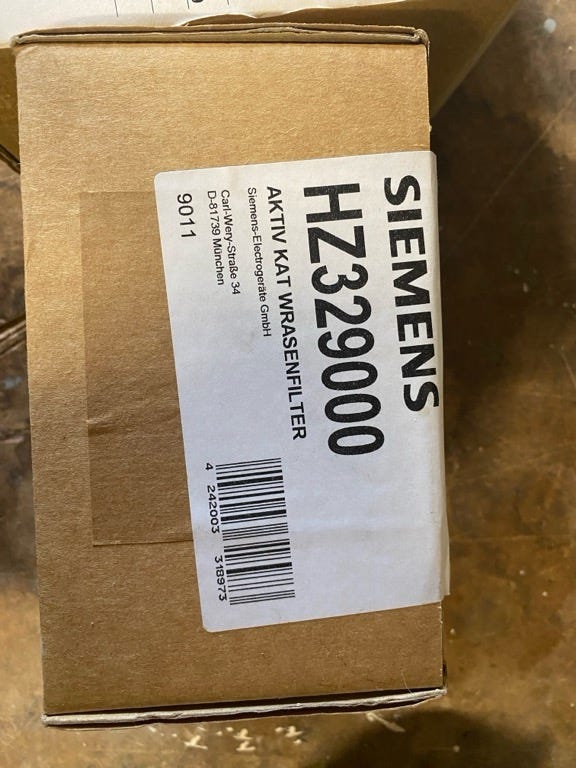 SIEMENS
HZ329000
AKTIV KAT WRASENFILTER
Siemens-Electrogeräte GmbH
Carl-Wery-Straße 34
D-81739 München
9011
4 242003 318973